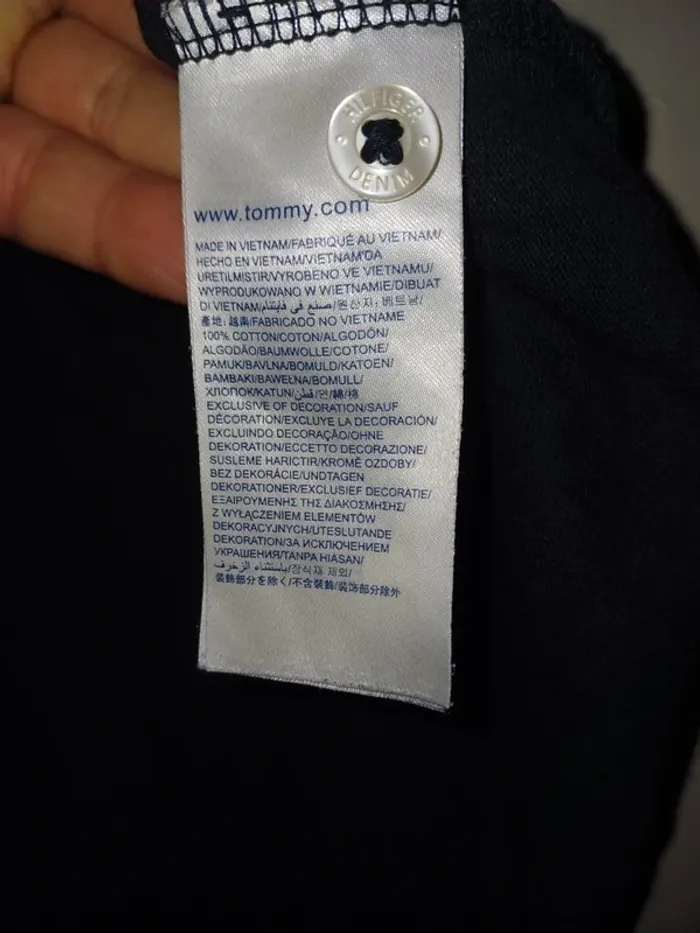 HILFIGER
DENIM
www.tommy.com
MADE IN VIETNAM/FABRIQUÉ AU VIETNAM/
HECHO EN VIETNAM/VIETNAM'DA
URETILMISTIR/VYROBENO VE VIETNAMU/
WYPRODUKOWANO W WIETNAMIE/DIBUAT
DI VIETNAM/صنع في فايتنام/원산지: 베트남/
產地: 越南/FABRICADO NO VIETNAME
100% COTTON/COTON/ALGODÓN/
ALGODÃO/BAUMWOLLE/COTONE/
PAMUK/BAVLNA/BOMULD/KATOEN/
BAMBAKI/BAWEŁNA/BOMULL/
ХЛОПОК/KATUN/قطن/면/綿/棉
EXCLUSIVE OF DECORATION/SAUF
DÉCORATION/EXCLUYE LA DECORACIÓN/
EXCLUINDO DECORAÇÃO/OHNE
DEKORATION/ECCETTO DECORAZIONE/
SUSLEME HARIÇTIR/KROMĚ OZDOBY/
BEZ DEKORÁCIE/UNDTAGEN
DEKORATIONER/EXCLUSIEF DECORATIE/
ΕΞΑΙΡΟΥΜΕΝΗΣ ΤΗΣ ΔΙΑΚΟΣΜΗΣΗΣ/
Z WYŁĄCZENIEM ELEMENTÓW
DEKORACYJNYCH/UTESLUTANDE
DEKORATION/ЗА ИСКЛЮЧЕНИЕМ
УКРАШЕНИЯ/TANPA HIASAN/
باستثناء الزخرف/장식재 제외/
装飾部分を除く/不含裝飾/装饰部分除外